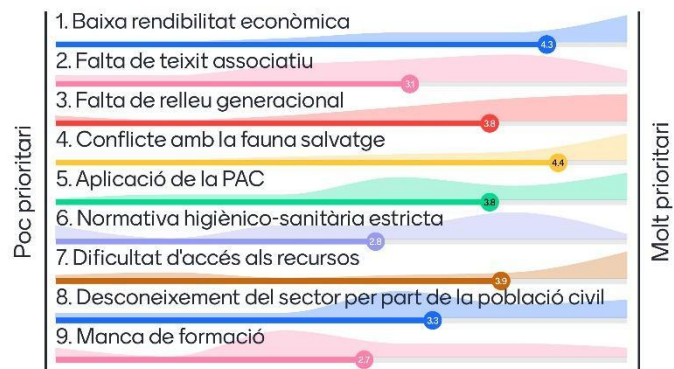 1. Baixa rendibilitat econòmica
4.3
2. Falta de teixit associatiu
3.1
3. Falta de relleu generacional
3.8
4. Conflicte amb la fauna salvatge
4.4
5. Aplicació de la PAC
3.8
6. Normativa higiènico-sanitària estricta
2.8
7. Dificultat d'accés als recursos
3.9
8. Desconeixement del sector per part de la població civil
3.3
9. Manca de formació
2.7
Poc prioritari
Molt prioritari